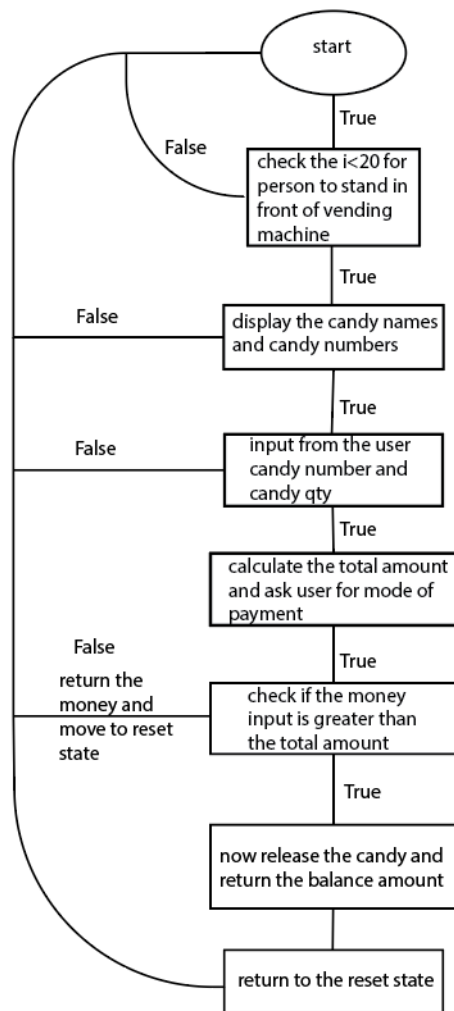 start
True
False
check the i<20 for
person to stand in
front of vending
machine
True
False
display the candy names
and candy numbers
True
False
input from the user
candy number and
candy qty
True
calculate the total amount
and ask user for mode of
payment
True
False
return the
money and
move to reset
state
check if the money
input is greater than
the total amount
True
now release the candy and
return the balance amount
return to the reset state